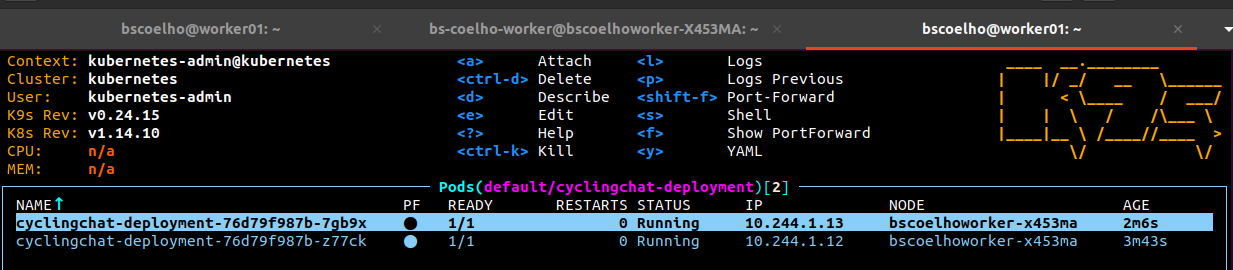 bscoelho@worker01: ~ × bs-coelho-worker@bscoelhoworker-X453MA: ~ × bscoelho@worker01: ~ ×
Context: kubernetes-admin@kubernetes <a> Attach <l> Logs
Cluster: kubernetes <ctrl-d> Delete <p> Logs Previous
User: kubernetes-admin <d> Describe <shift-f> Port-Forward
K9s Rev: v0.24.15 <e> Edit <s> Shell
K8s Rev: v1.14.10 <?> Help <f> Show PortForward
CPU: n/a <ctrl-k> Kill <y> YAML
MEM: n/a
Pods(default/cyclingchat-deployment)[2]
NAME↑ PF READY RESTARTS STATUS IP NODE AGE
cyclingchat-deployment-76d79f987b-7gb9x ● 1/1 0 Running 10.244.1.13 bscoelhoworker-x453ma 2m6s
cyclingchat-deployment-76d79f987b-z77ck ● 1/1 0 Running 10.244.1.12 bscoelhoworker-x453ma 3m43s